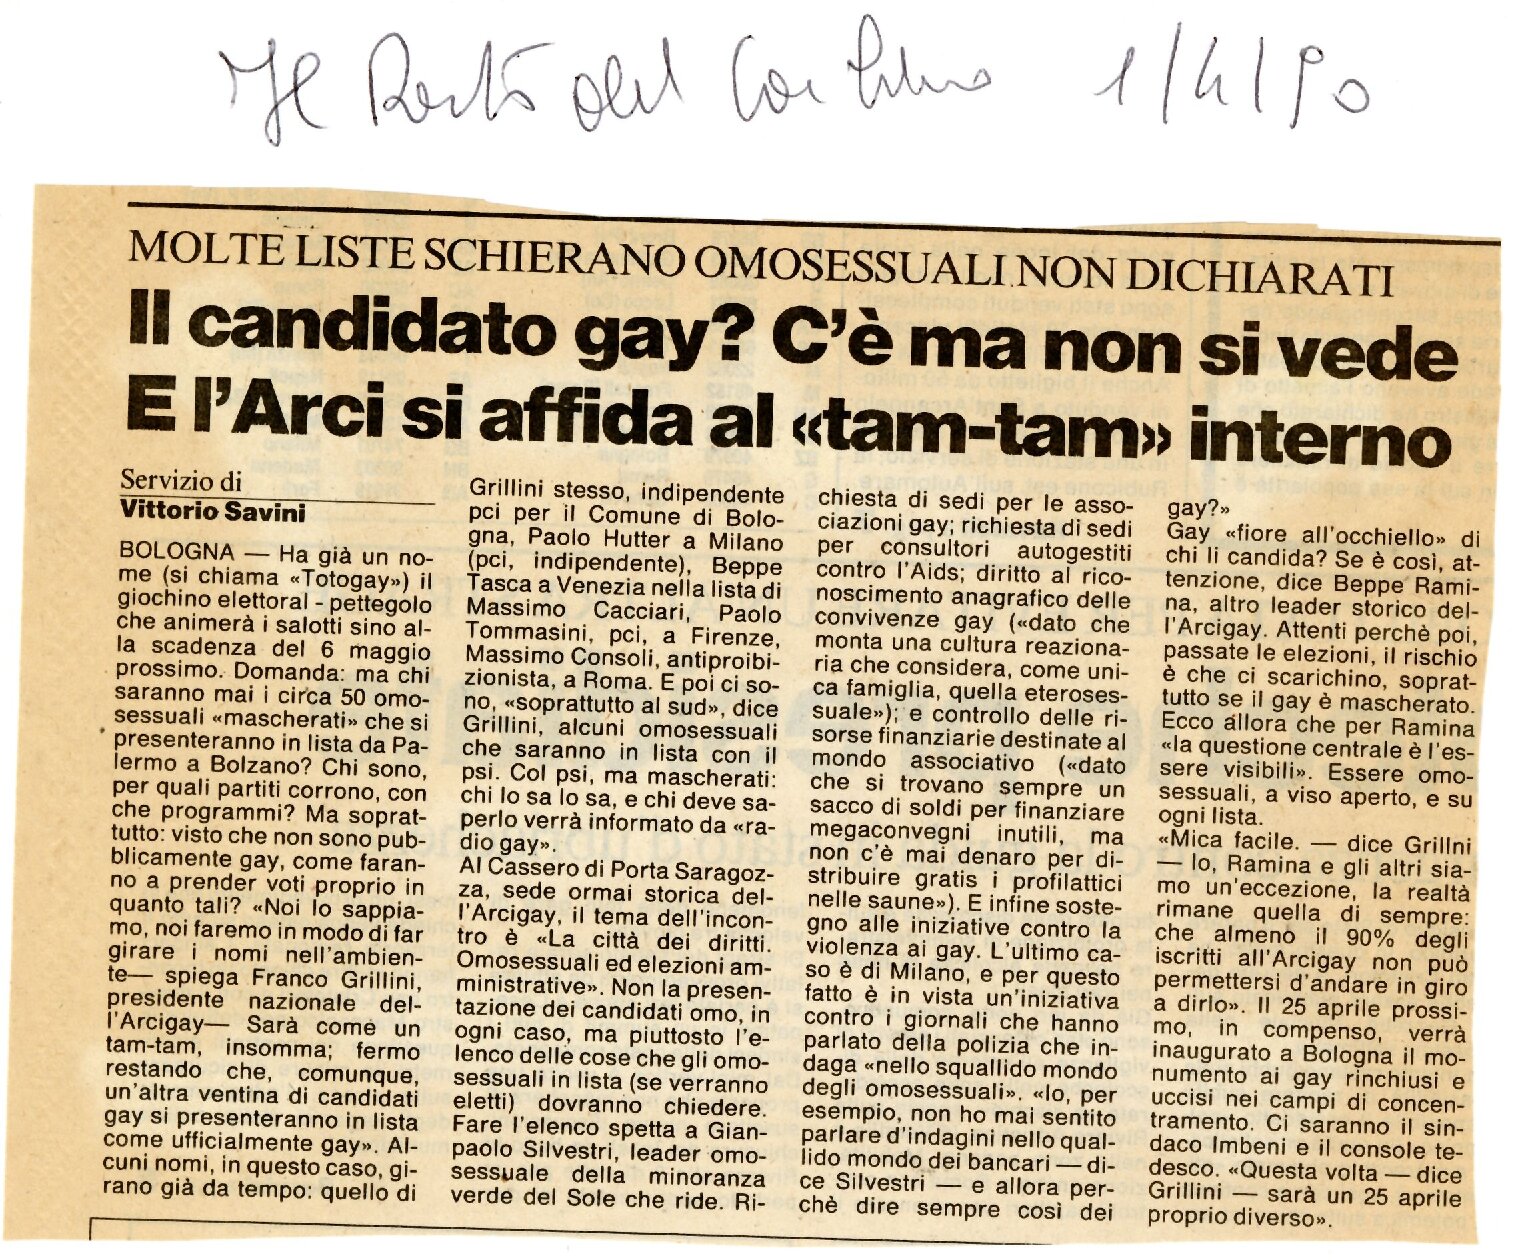 Il Resto del Carlino 1/4/90
MOLTE LISTE SCHIERANO OMOSESSUALI NON DICHIARATI
Il candidato gay? C'è ma non si vede
E l'Arci si affida al «tam-tam» interno
Servizio di
Vittorio Savini
BOLOGNA — Ha già un no-
me (si chiama «Totogay») il
giochino elettoral - pettegolo
che animerà i salotti sino al-
la scadenza del 6 maggio
prossimo. Domanda: ma chi
saranno mai i circa 50 omo-
sessuali «mascherati» che si
presenteranno in lista da Pa-
lermo a Bolzano? Chi sono,
per quali partiti corrono, con
che programmi? Ma soprat-
tutto: visto che non sono pub-
blicamente gay, come faran-
no a prender voti proprio in
quanto tali? «Noi lo sappia-
mo, noi faremo in modo di far
girare i nomi nell'ambien-
te— spiega Franco Grillini,
presidente nazionale del-
l'Arcigay— Sarà come un
tam-tam, insomma; fermo
restando che, comunque,
un'altra ventina di candidati
gay si presenteranno in lista
come ufficialmente gay». Al-
cuni nomi, in questo caso, gi-
rano già da tempo: quello di
Grillini stesso, indipendente
pci per il Comune di Bolo-
gna, Paolo Hutter a Milano
(pci, indipendente), Beppe
Tasca a Venezia nella lista di
Massimo Cacciari, Paolo
Tommasini, pci, a Firenze,
Massimo Consoli, antiproibi-
zionista, a Roma. E poi ci so-
no, «soprattutto al sud», dice
Grillini, alcuni omosessuali
che saranno in lista con il
psi. Col psi, ma mascherati:
chi lo sa lo sa, e chi deve sa-
perlo verrà informato da «ra-
dio gay».
Al Cassero di Porta Saragoz-
za, sede ormai storica del-
l'Arcigay, il tema dell'incon-
tro è «La città dei diritti.
Omosessuali ed elezioni am-
ministrative». Non la presen-
tazione dei candidati omo, in
ogni caso, ma piuttosto l'e-
lenco delle cose che gli omo-
sessuali in lista (se verranno
eletti) dovranno chiedere.
Fare l'elenco spetta a Gian-
paolo Silvestri, leader omo-
sessuale della minoranza
verde del Sole che ride. Ri-
chiesta di sedi per le asso-
ciazioni gay; richiesta di sedi
per consultori autogestiti
contro l'Aids; diritto al rico-
noscimento anagrafico delle
convivenze gay («dato che
monta una cultura reaziona-
ria che considera, come uni-
ca famiglia, quella eteroses-
suale»); e controllo delle ri-
sorse finanziarie destinate al
mondo associativo («dato
che si trovano sempre un
sacco di soldi per finanziare
megaconvegni inutili, ma
non c'è mai denaro per di-
stribuire gratis i profilattici
nelle saune»). E infine soste-
gno alle iniziative contro la
violenza ai gay. L'ultimo ca-
so è di Milano, e per questo
fatto è in vista un'iniziativa
contro i giornali che hanno
parlato della polizia che in-
daga «nello squallido mondo
degli omosessuali». «Io, per
esempio, non ho mai sentito
parlare d'indagini nello qual-
lido mondo dei bancari — di-
ce Silvestri — e allora per-
chè dire sempre così dei
gay?»
Gay «fiore all'occhiello» di
chi li candida? Se è così, at-
tenzione, dice Beppe Rami-
na, altro leader storico del-
l'Arcigay. Attenti perchè poi,
passate le elezioni, il rischio
è che ci scarichino, soprat-
tutto se il gay è mascherato.
Ecco allora che per Ramina
«la questione centrale è l'es-
sere visibili». Essere omo-
sessuali, a viso aperto, e su
ogni lista.
«Mica facile. — dice Grillni
— Io, Ramina e gli altri sia-
mo un'eccezione, la realtà
rimane quella di sempre:
che almeno il 90% degli
iscritti all'Arcigay non può
permettersi d'andare in giro
a dirlo». Il 25 aprile prossi-
mo, in compenso, verrà
inaugurato a Bologna il mo-
numento ai gay rinchiusi e
uccisi nei campi di concen-
tramento. Ci saranno il sin-
daco Imbeni e il console te-
desco. «Questa volta — dice
Grillini — sarà un 25 aprile
proprio diverso».